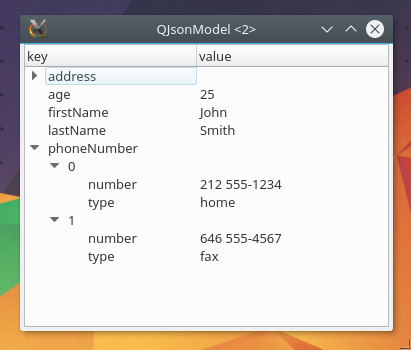 QJsonModel <2>
key value
address
age 25
firstName John
lastName Smith
phoneNumber
0
number 212 555-1234
type home
1
number 646 555-4567
type fax